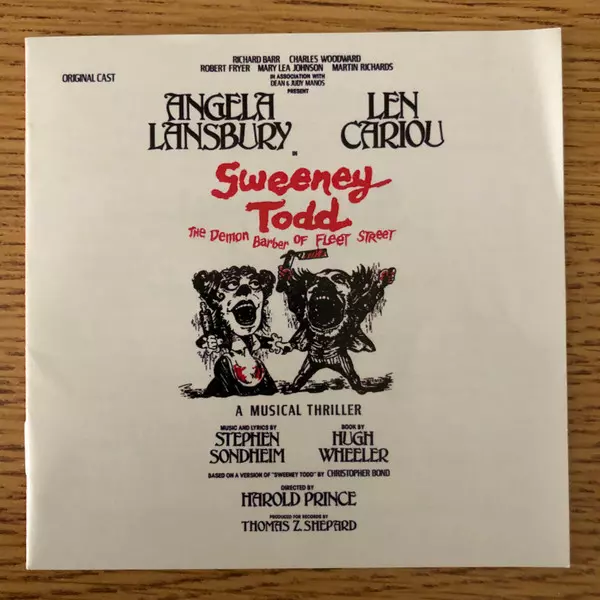 RICHARD BARR CHARLES WOODWARD
ROBERT FRYER MARY LEA JOHNSON MARTIN RICHARDS
IN ASSOCIATION WITH
DEAN & JUDY MANOS
PRESENT
ORIGINAL CAST
ANGELA LANSBURY
LEN CARIOU
IN
Sweeney
Todd
THE DEMON BARBER OF FLEET STREET
A MUSICAL THRILLER
MUSIC AND LYRICS BY
STEPHEN
SONDHEIM
BOOK BY
HUGH
WHEELER
BASED ON A VERSION OF "SWEENEY TODD" BY CHRISTOPHER BOND
DIRECTED BY
HAROLD PRINCE
PRODUCED FOR RECORDS BY
THOMAS Z. SHEPARD